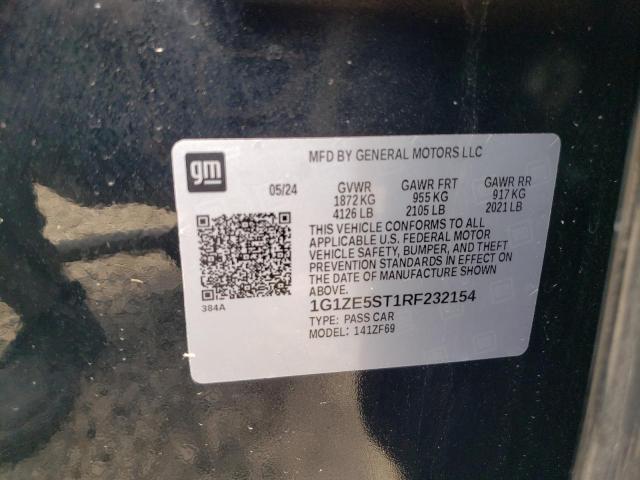 gm
MFD BY GENERAL MOTORS LLC
05/24 GVWR GAWR FRT GAWR RR
1872 KG 955 KG 917 KG
4126 LB 2105 LB 2021 LB
THIS VEHICLE CONFORMS TO ALL
APPLICABLE U.S. FEDERAL MOTOR
VEHICLE SAFETY, BUMPER, AND THEFT
PREVENTION STANDARDS IN EFFECT ON
THE DATE OF MANUFACTURE SHOWN
ABOVE.
384A
1G1ZE5ST1RF232154
TYPE: PASS CAR
MODEL: 141ZF69